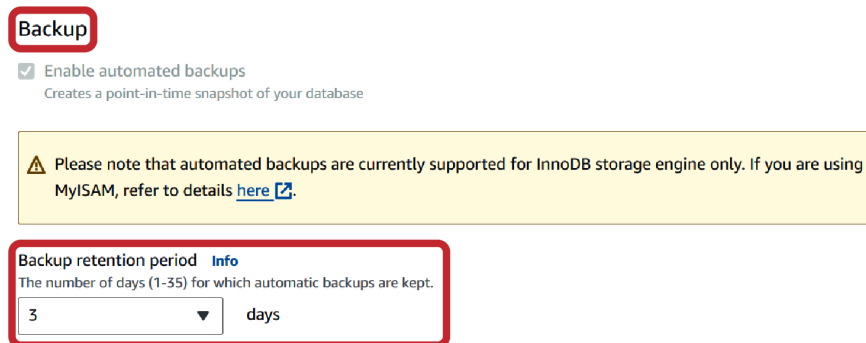 Backup
Enable automated backups
Creates a point-in-time snapshot of your database
Please note that automated backups are currently supported for InnoDB storage engine only. If you are using
MyISAM, refer to details here.
Backup retention period Info
The number of days (1-35) for which automatic backups are kept.
3 days